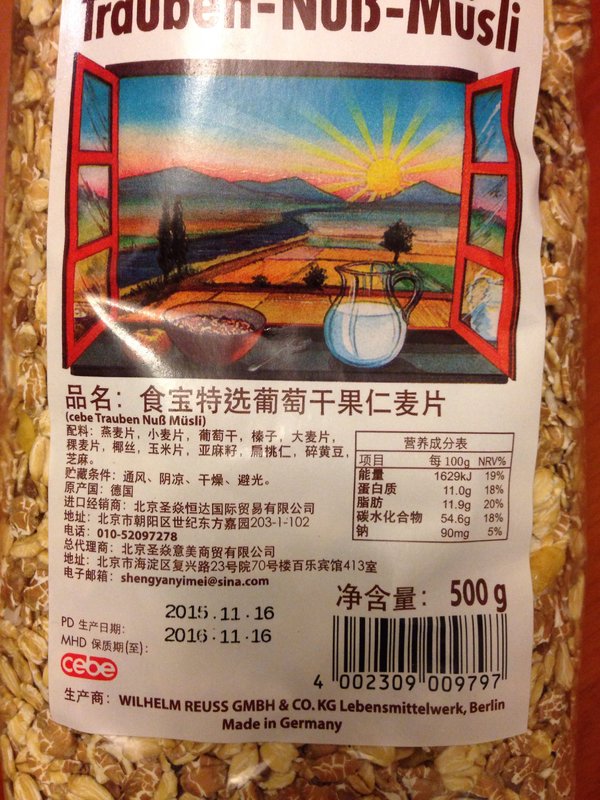 Trauben-Nuß-Müsli
品名：食宝特选葡萄干果仁麦片
(cebe Trauben Nuß Müsli)
配料：燕麦片，小麦片，葡萄干，榛子，大麦片，
稞麦片，椰丝，玉米片，亚麻籽，扁桃仁，碎黄豆，
芝麻。
贮藏条件：通风、阴凉、干燥、避光。
原产国：德国
进口经销商：北京圣焱恒达国际贸易有限公司
地址：北京市朝阳区世纪东方嘉园203-1-102
电话：010-52097278
总代理商：北京圣焱意美商贸有限公司
地址：北京市海淀区复兴路23号院70号楼百乐宾馆413室
电子邮箱：shengyanyimei@sina.com
营养成分表
项目 每 100g NRV%
能量 1629kJ 19%
蛋白质 11.0g 18%
脂肪 11.9g 20%
碳水化合物 54.6g 18%
钠 90mg 5%
净含量： 500 g
PD 生产日期： 2015.11.16
MHD 保质期(至)： 2016.11.16
cebe
4 002309 009797
生产商：WILHELM REUSS GMBH & CO. KG Lebensmittelwerk, Berlin
Made in Germany